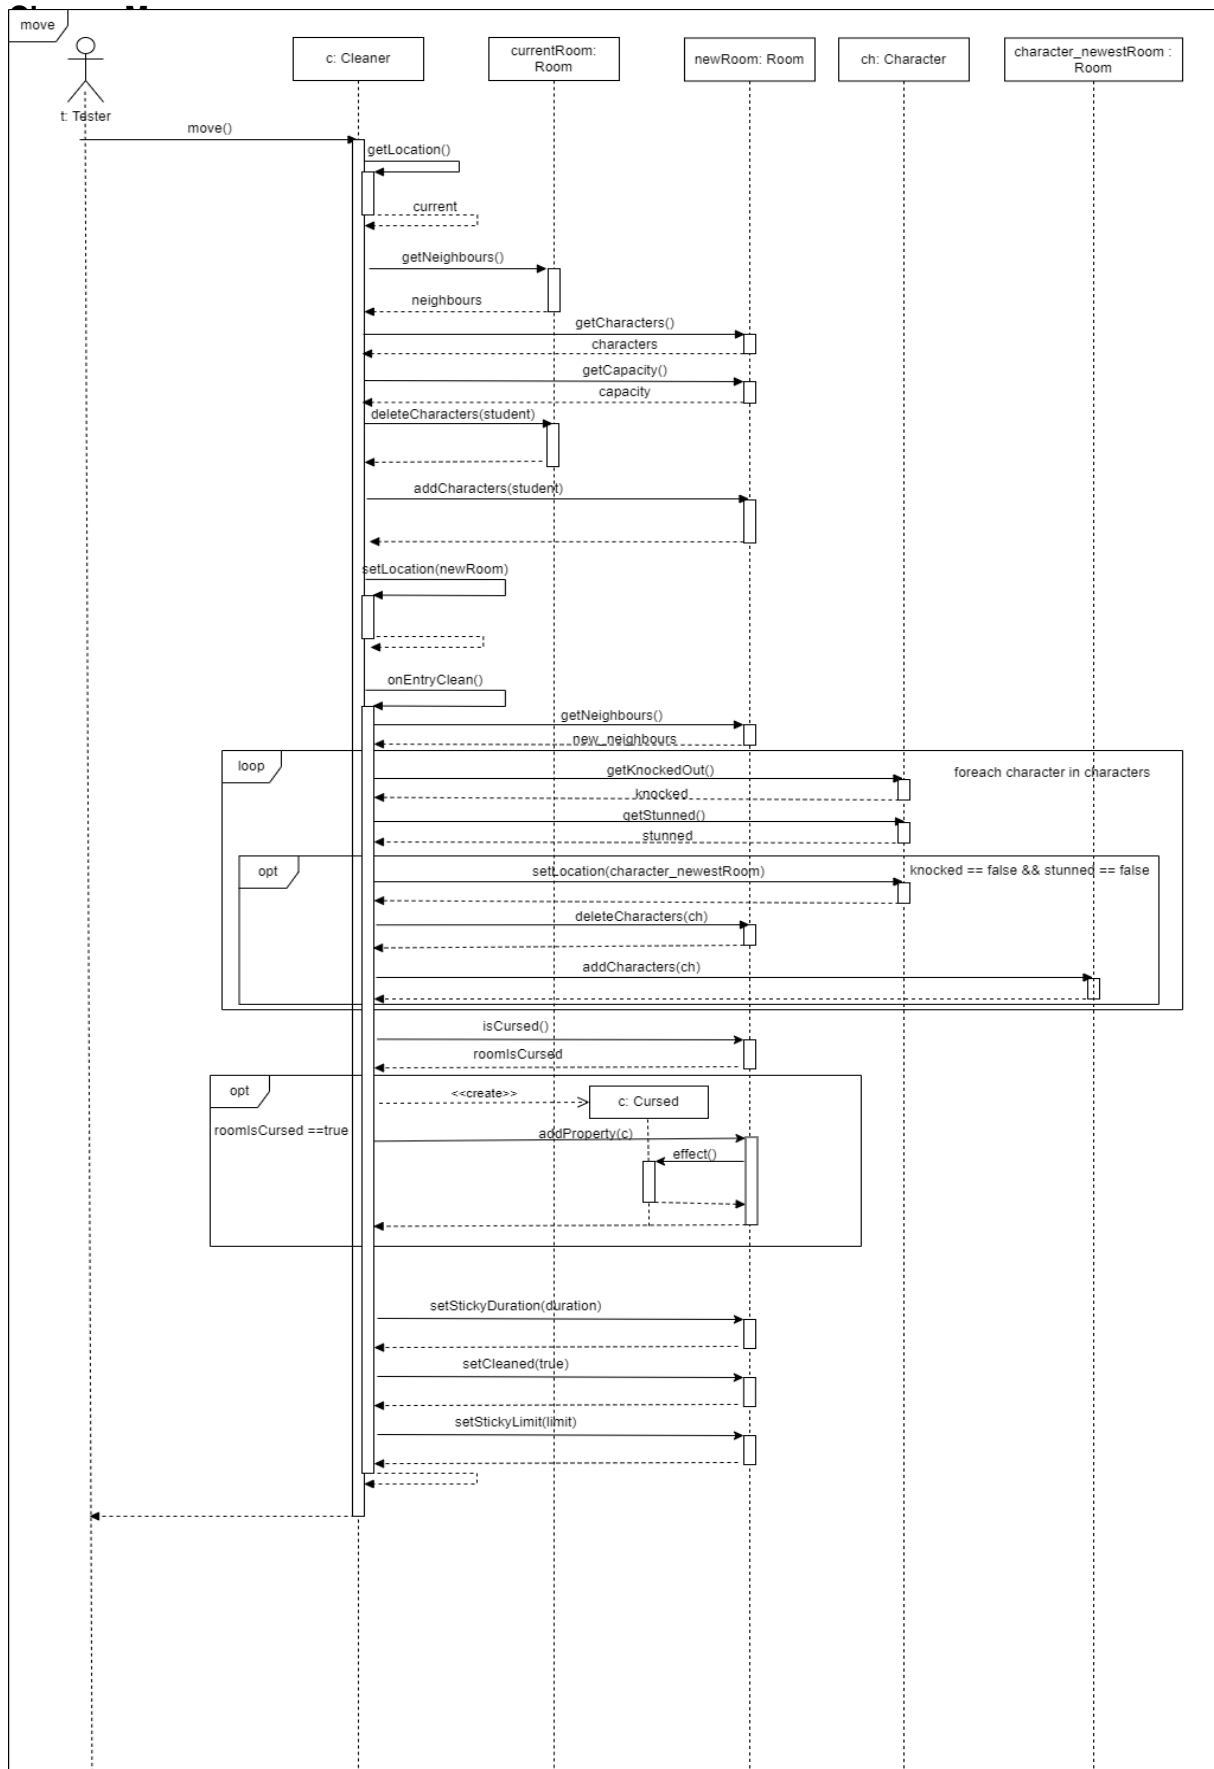 move
c: Cleaner
currentRoom:
Room
newRoom: Room
ch: Character
character_newestRoom :
Room
t: Tester
move()
getLocation()
current
getNeighbours()
neighbours
getCharacters()
characters
getCapacity()
capacity
deleteCharacters(student)
addCharacters(student)
setLocation(newRoom)
onEntryClean()
getNeighbours()
new_neighbours
loop
getKnockedOut()
foreach character in characters
knocked
getStunned()
stunned
opt
setLocation(character_newestRoom)
knocked == false && stunned == false
deleteCharacters(ch)
addCharacters(ch)
isCursed()
roomIsCursed
opt
<<create>>
c: Cursed
roomIsCursed ==true
addProperty(c)
effect()
setStickyDuration(duration)
setCleaned(true)
setStickyLimit(limit)